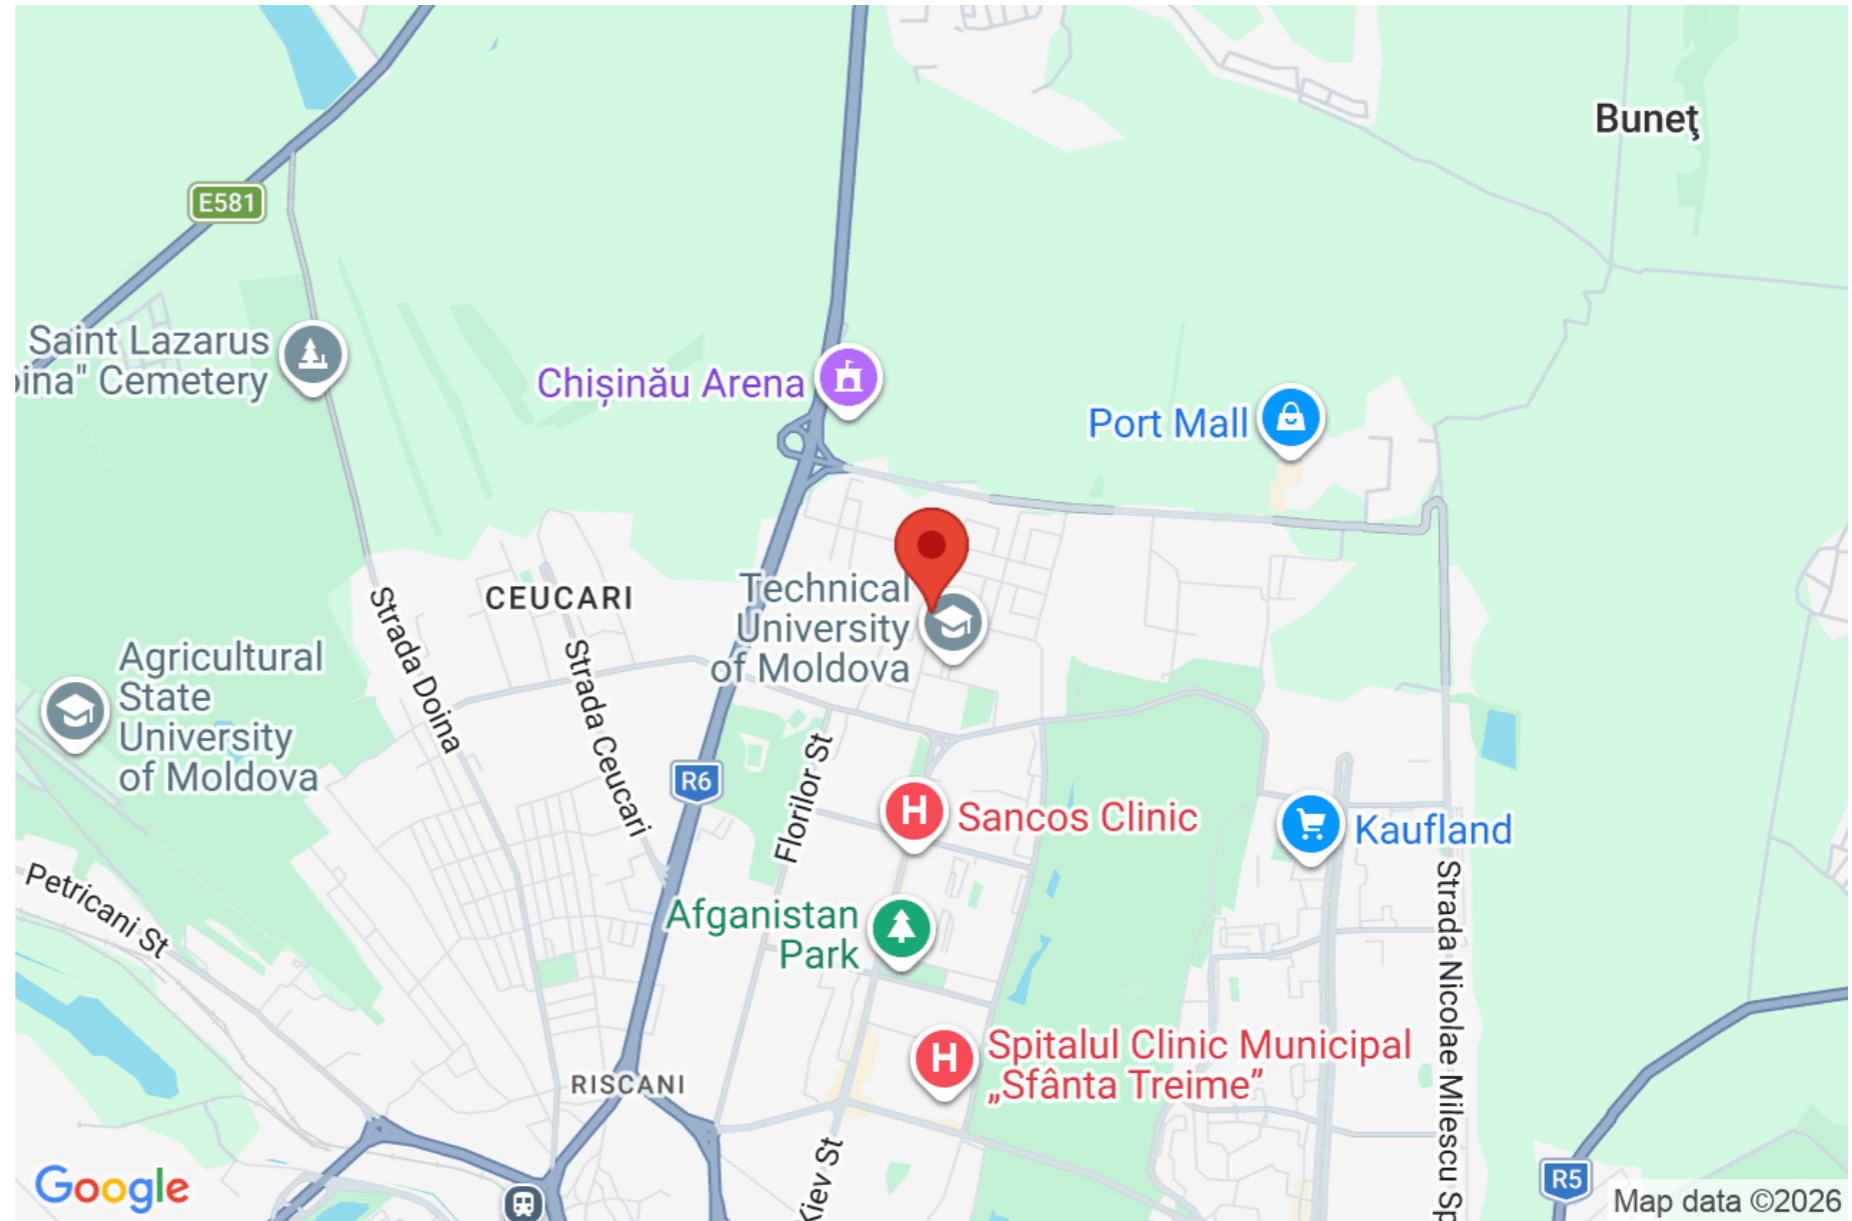 Buneţ
E581
Saint Lazarus
oina" Cemetery
Chișinău Arena
Port Mall
CEUCARI
Technical
University
of Moldova
Strada Doina
Strada Ceucari
Agricultural
State
University
of Moldova
Florilor St
R6
Sancos Clinic
Kaufland
Petricani St
Afganistan
Park
Strada Nicolae Milescu Sp
Spitalul Clinic Municipal
„Sfânta Treime”
RISCANI
Kiev St
R5
Google
Map data ©2026